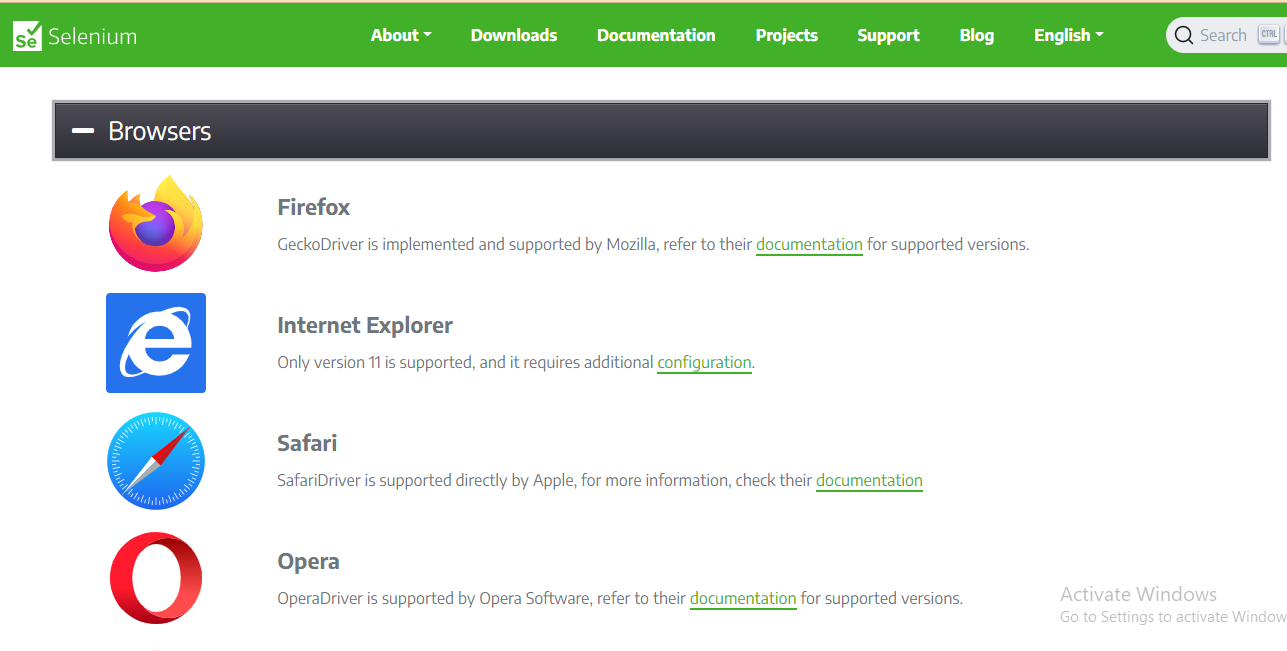 Se Selenium About Downloads Documentation Projects Support Blog English Search CTRL
Browsers
Firefox
GeckoDriver is implemented and supported by Mozilla, refer to their documentation for supported versions.
Internet Explorer
Only version 11 is supported, and it requires additional configuration.
Safari
SafariDriver is supported directly by Apple, for more information, check their documentation
Opera
OperaDriver is supported by Opera Software, refer to their documentation for supported versions.
Activate Windows
Go to Settings to activate Window